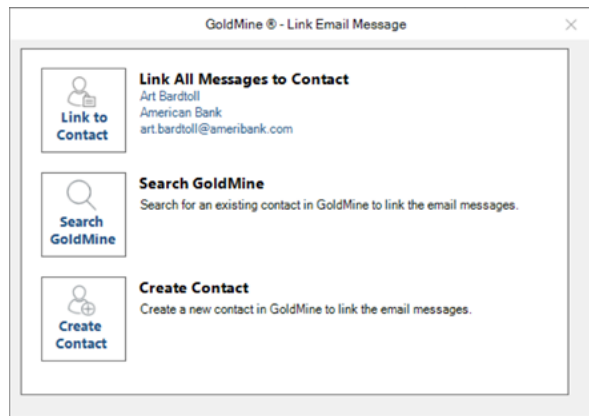 GoldMine ® - Link Email Message
Link to
Contact
Link All Messages to Contact
Art Bardtoll
American Bank
art.bardtoll@ameribank.com
Search
GoldMine
Search GoldMine
Search for an existing contact in GoldMine to link the email messages.
Create
Contact
Create Contact
Create a new contact in GoldMine to link the email messages.